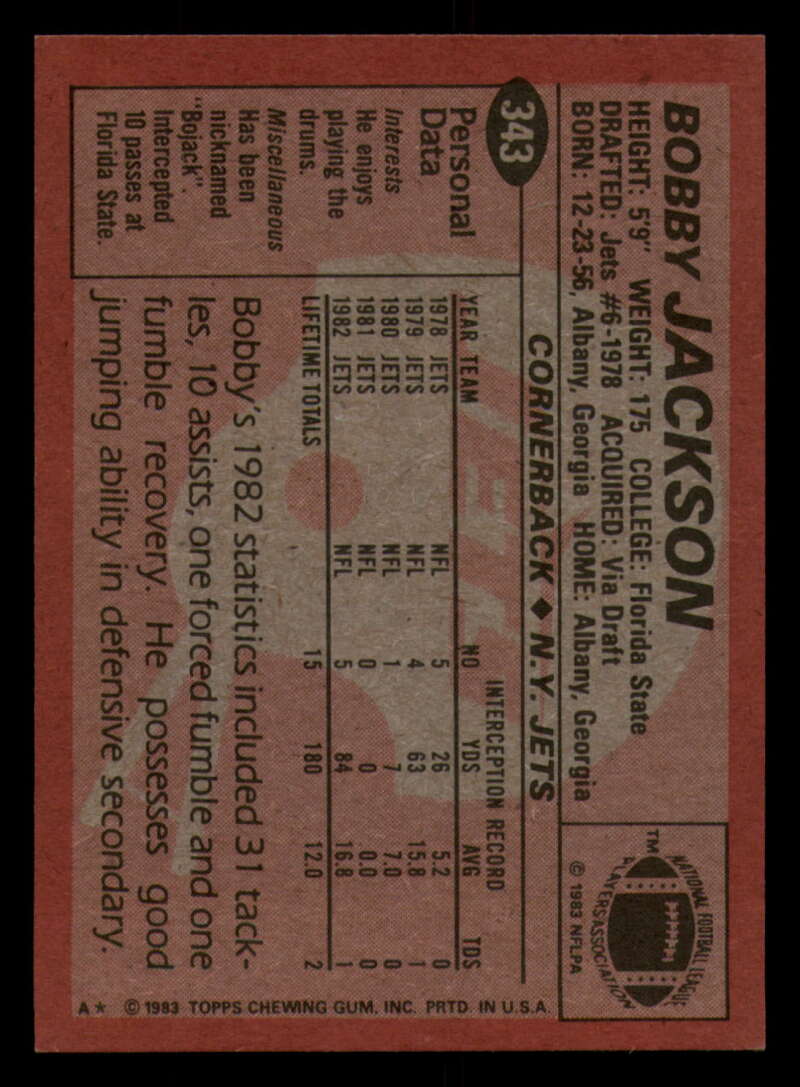 343
BOBBY JACKSON
HEIGHT: 5'9" WEIGHT: 175 COLLEGE: Florida State
DRAFTED: Jets #6-1978 ACQUIRED: Via Draft
BORN: 12-23-56, Albany, Georgia HOME: Albany, Georgia
CORNERBACK ◆ N.Y. JETS
NATIONAL FOOTBALL LEAGUE
PLAYERS ASSOCIATION
TM
© 1983 NFLPA
Personal
Data
Interests
He enjoys
playing the
drums.
Miscellaneous
Has been
nicknamed
"Bojack".
Intercepted
10 passes at
Florida State.
INTERCEPTION RECORD
YEAR TEAM NO YDS AVG TDS
1978 JETS NFL 5 26 5.2 0
1979 JETS NFL 4 63 15.8 1
1980 JETS NFL 1 7 7.0 0
1981 JETS NFL 0 0 0.0 0
1982 JETS NFL 5 84 16.8 1
LIFETIME TOTALS 15 180 12.0 2
Bobby's 1982 statistics included 31 tack-
les, 10 assists, one forced fumble and one
fumble recovery. He possesses good
jumping ability in defensive secondary.
A* © 1983 TOPPS CHEWING GUM, INC. PRTD. IN U.S.A.